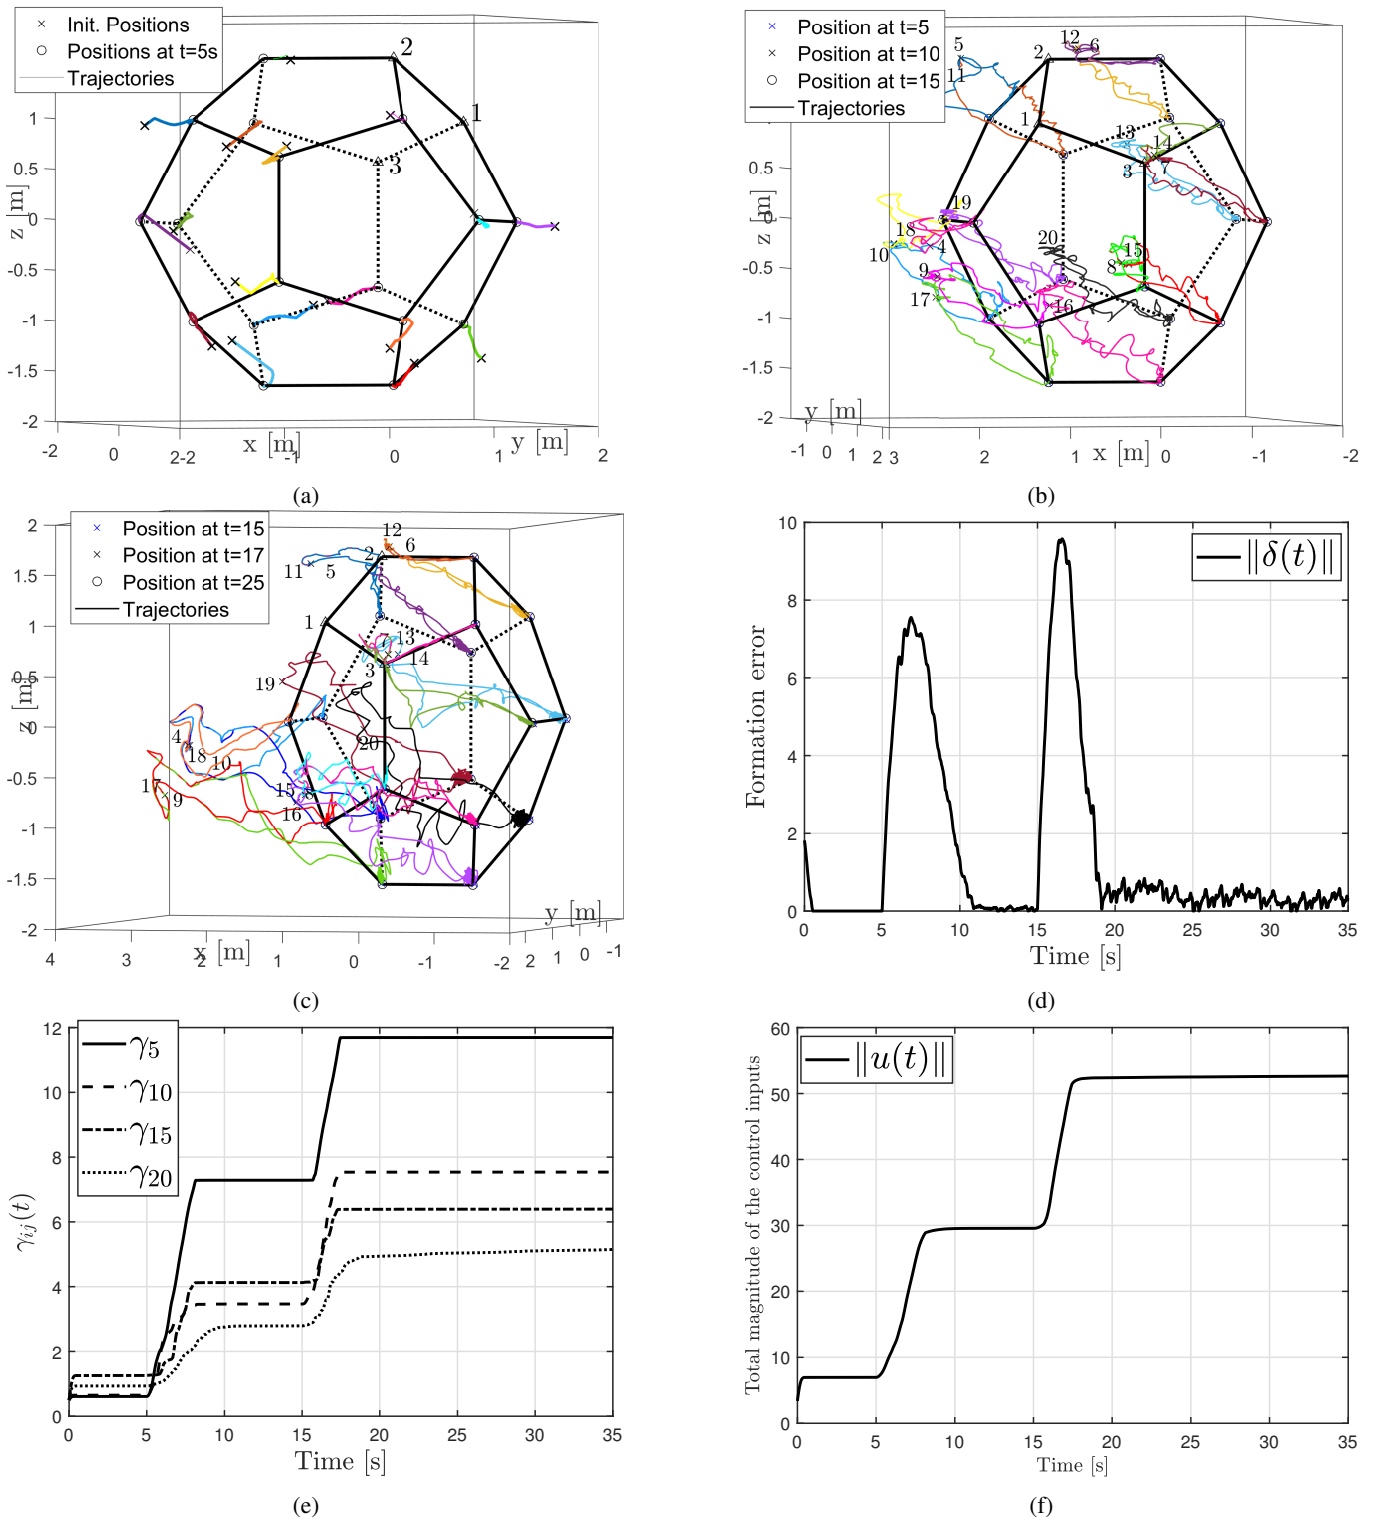 Init. Positions
Positions at t=5s
Trajectories
2
1
3
1
0.5
0
-0.5
-1
-1.5
-2
z [m]
-2 0 2 -2 -1 0 2
x [m]
y [m]
(a)
Position at t=5
Position at t=10
Position at t=15
Trajectories
5
11
2
12
6
1
13
14
3
7
19
18
4
10
9
17
20
15
8
16
0.5
0
-0.5
-1
-1.5
-2
z [m]
y [m]
-1 0 1 2 3 2 1 0 -1 -2
x [m]
(b)
Position at t=15
Position at t=17
Position at t=25
Trajectories
12
2
6
11
5
1
13
14
3
7
19
20
4
18
10
17
9
15
8
16
2
1.5
1
0.5
0
-0.5
-1
-1.5
-2
z [m]
y [m]
4 3 2 1 0 -1 -2 2 1 0 -1
x [m]
(c)
‖δ(t)‖
10
8
6
4
2
0
Formation error
0 5 10 15 20 25 30 35
Time [s]
(d)
γ5
γ10
γ15
γ20
12
10
8
6
4
2
0
γij(t)
0 5 10 15 20 25 30 35
Time [s]
(e)
‖u(t)‖
60
50
40
30
20
10
0
Total magnitude of the control inputs
0 5 10 15 20 25 30 35
Time [s]
(f)